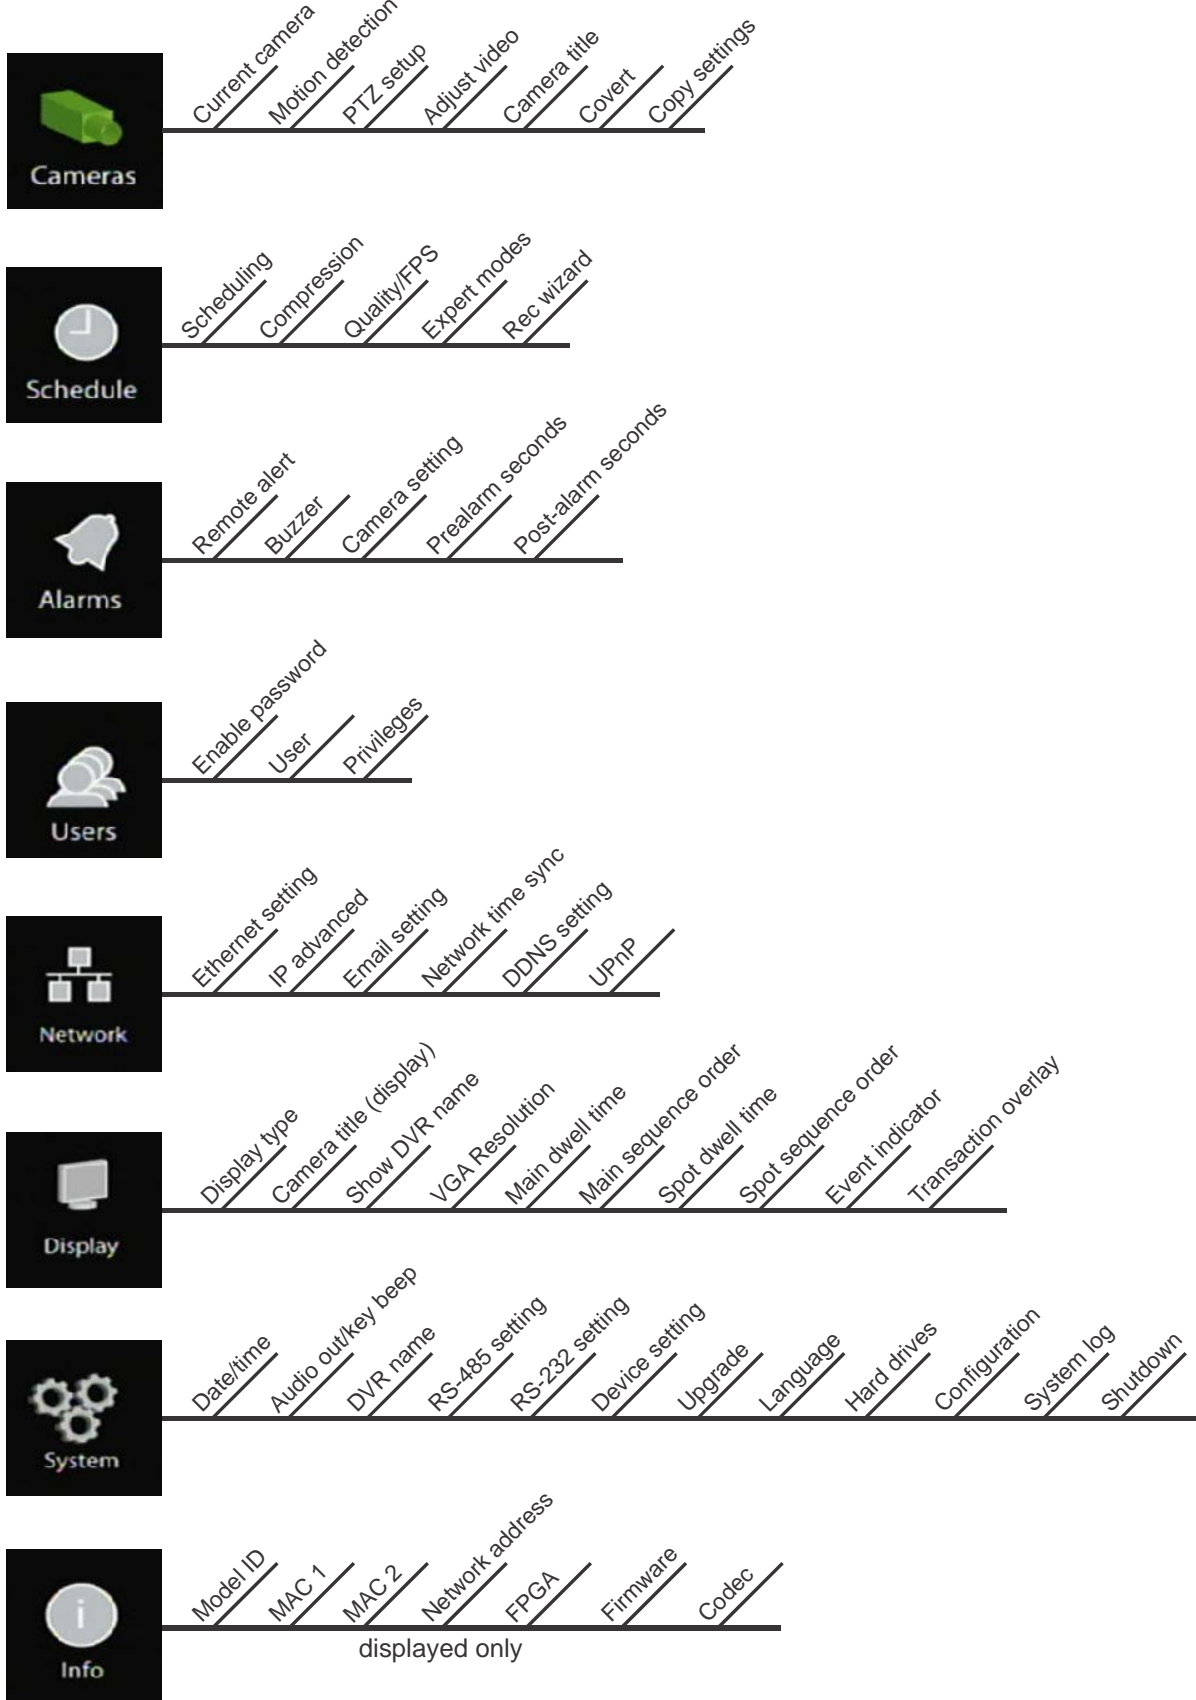 Current camera
Motion detection
PTZ setup
Adjust video
Camera title
Covert
Copy settings
Cameras
Scheduling
Compression
Quality/FPS
Expert modes
Rec wizard
Schedule
Remote alert
Buzzer
Camera setting
Prealarm seconds
Post-alarm seconds
Alarms
Enable password
User
Privileges
Users
Ethernet setting
IP advanced
Email setting
Network time sync
DDNS setting
UPnP
Network
Display type
Camera title (display)
Show DVR name
VGA Resolution
Main dwell time
Main sequence order
Spot dwell time
Spot sequence order
Event indicator
Transaction overlay
Display
Date/time
Audio out/key beep
DVR name
RS-485 setting
RS-232 setting
Device setting
Upgrade
Language
Hard drives
Configuration
System log
Shutdown
System
Model ID
MAC 1
MAC 2
Network address
FPGA
Firmware
Codec
displayed only
i
Info